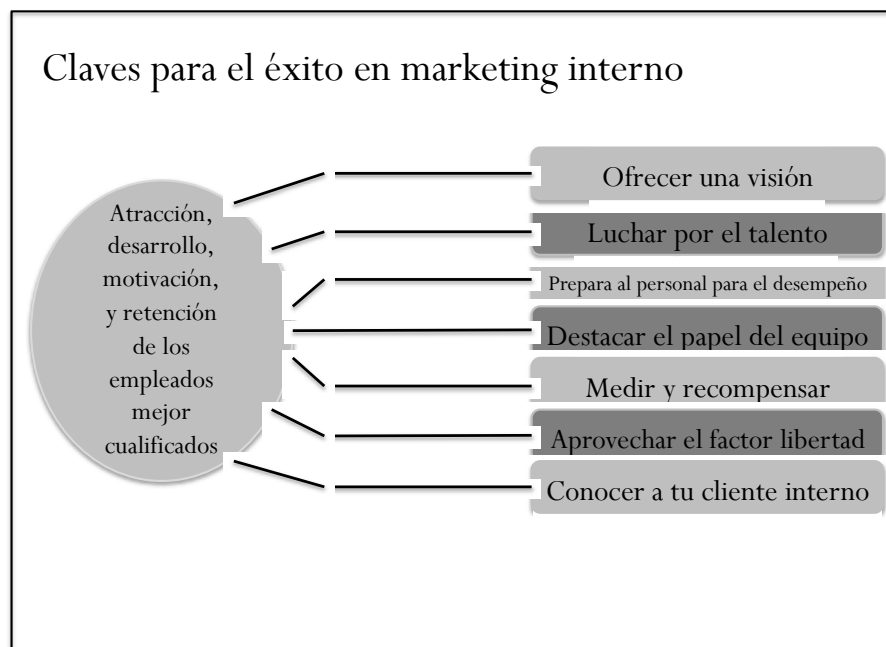 Claves para el éxito en marketing interno
Atracción,
desarrollo,
motivación,
y retención
de los
empleados
mejor
cualificados
Ofrecer una visión
Luchar por el talento
Prepara al personal para el desempeño
Destacar el papel del equipo
Medir y recompensar
Aprovechar el factor libertad
Conocer a tu cliente interno